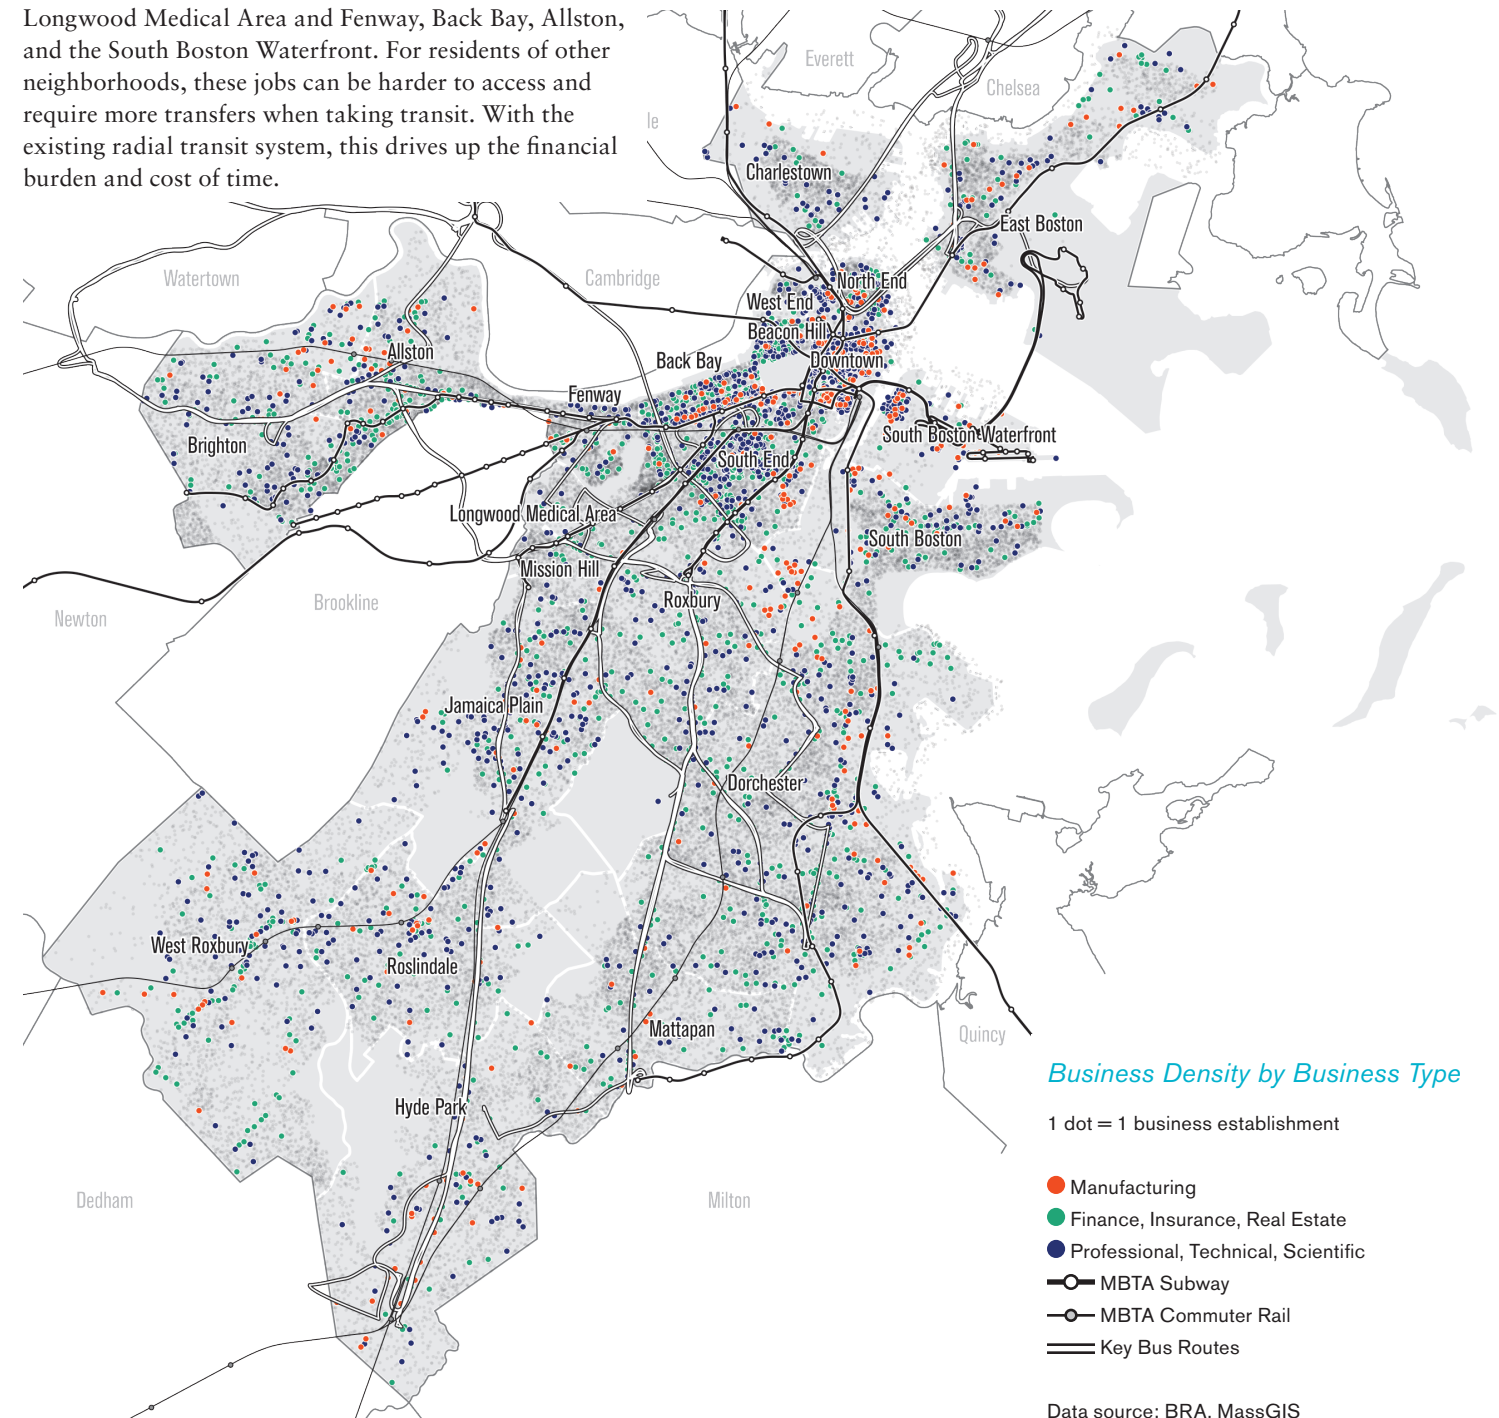 Longwood Medical Area and Fenway, Back Bay, Allston,
and the South Boston Waterfront. For residents of other
neighborhoods, these jobs can be harder to access and
require more transfers when taking transit. With the
existing radial transit system, this drives up the financial
burden and cost of time.
Everett
Chelsea
le
Charlestown
East Boston
Watertown
Cambridge
North End
West End
Beacon Hill
Downtown
Allston
Back Bay
Fenway
Brighton
South Boston Waterfront
South End
Longwood Medical Area
South Boston
Mission Hill
Roxbury
Brookline
Newton
Jamaica Plain
Dorchester
West Roxbury
Roslindale
Mattapan
Quincy
Hyde Park
Dedham
Milton
Business Density by Business Type
1 dot = 1 business establishment
Manufacturing
Finance, Insurance, Real Estate
Professional, Technical, Scientific
MBTA Subway
MBTA Commuter Rail
Key Bus Routes
Data source: BRA, MassGIS